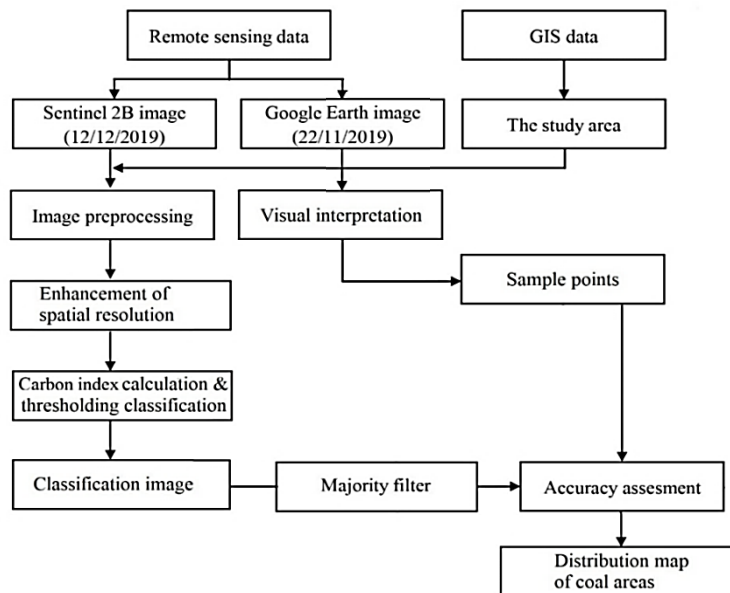 Remote sensing data
GIS data
Sentinel 2B image
(12/12/2019)
Google Earth image
(22/11/2019)
The study area
Image preprocessing
Visual interpretation
Sample points
Enhancement of
spatial resolution
Carbon index calculation &
thresholding classification
Classification image
Majority filter
Accuracy assesment
Distribution map
of coal areas